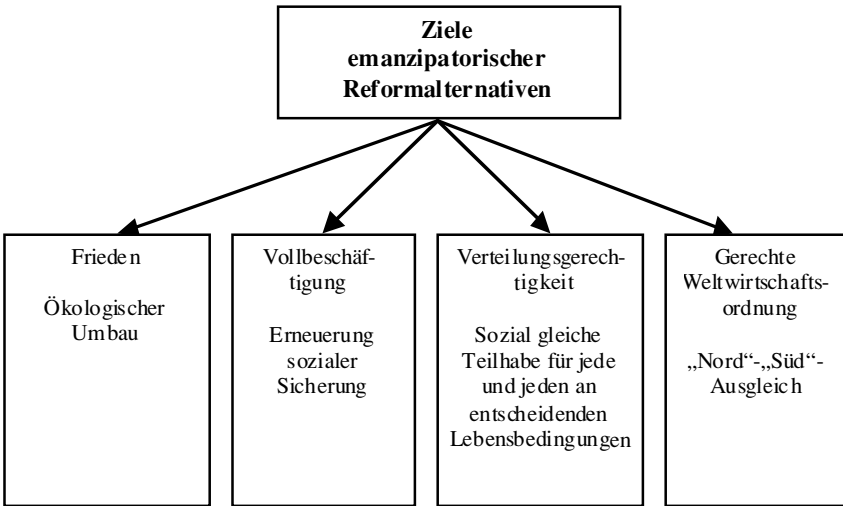 Ziele
emanzipatorischer
Reformalternativen
Frieden
Ökologischer
Umbau
Vollbeschäf-
tigung
Erneuerung
sozialer
Sicherung
Verteilungsgerech-
tigkeit
Sozial gleiche
Teilhabe für jede
und jeden an
entscheidenden
Lebensbedingungen
Gerechte
Weltwirtschafts-
ordnung
„Nord“-„Süd“-
Ausgleich